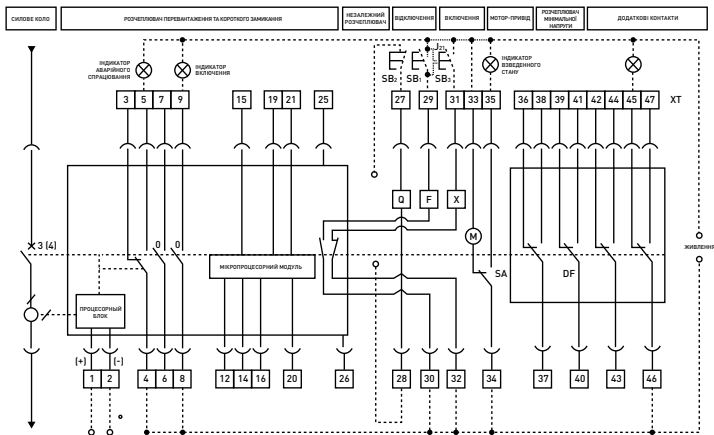 СИЛОВЕ КОЛО
РОЗЧЕПЛЮВАЧ ПЕРЕВАНТАЖЕННЯ ТА КОРОТКОГО ЗАМИКАННЯ
НЕЗАЛЕЖНИЙ
РОЗЧЕПЛЮВАЧ
ВІДКЛЮЧЕННЯ
ВКЛЮЧЕННЯ
МОТОР-ПРИВІД
РОЗЧЕПЛЮВАЧ
МІНІМАЛЬНОЇ
НАПРУГИ
ДОДАТКОВІ КОНТАКТИ
ІНДИКАТОР
АВАРІЙНОГО
СПРАЦЮВАННЯ
ІНДИКАТОР
ВКЛЮЧЕННЯ
J21
SB2
SB1
SB3
ІНДИКАТОР
ВЗВЕДЕННОГО
СТАНУ
3 5 7 9 15 19 21 25 27 29 31 33 35 36 38 39 41 42 44 45 47 XT
Q F X
M
3 (4)
0 0
ЖИВЛЕННЯ
МІКРОПРОЦЕСОРНИЙ МОДУЛЬ
SA
DF
ПРОЦЕСОРНИЙ
БЛОК
(+) (-)
1 2 4 6 8 12 14 16 20 26 28 30 32 34 37 40 43 46